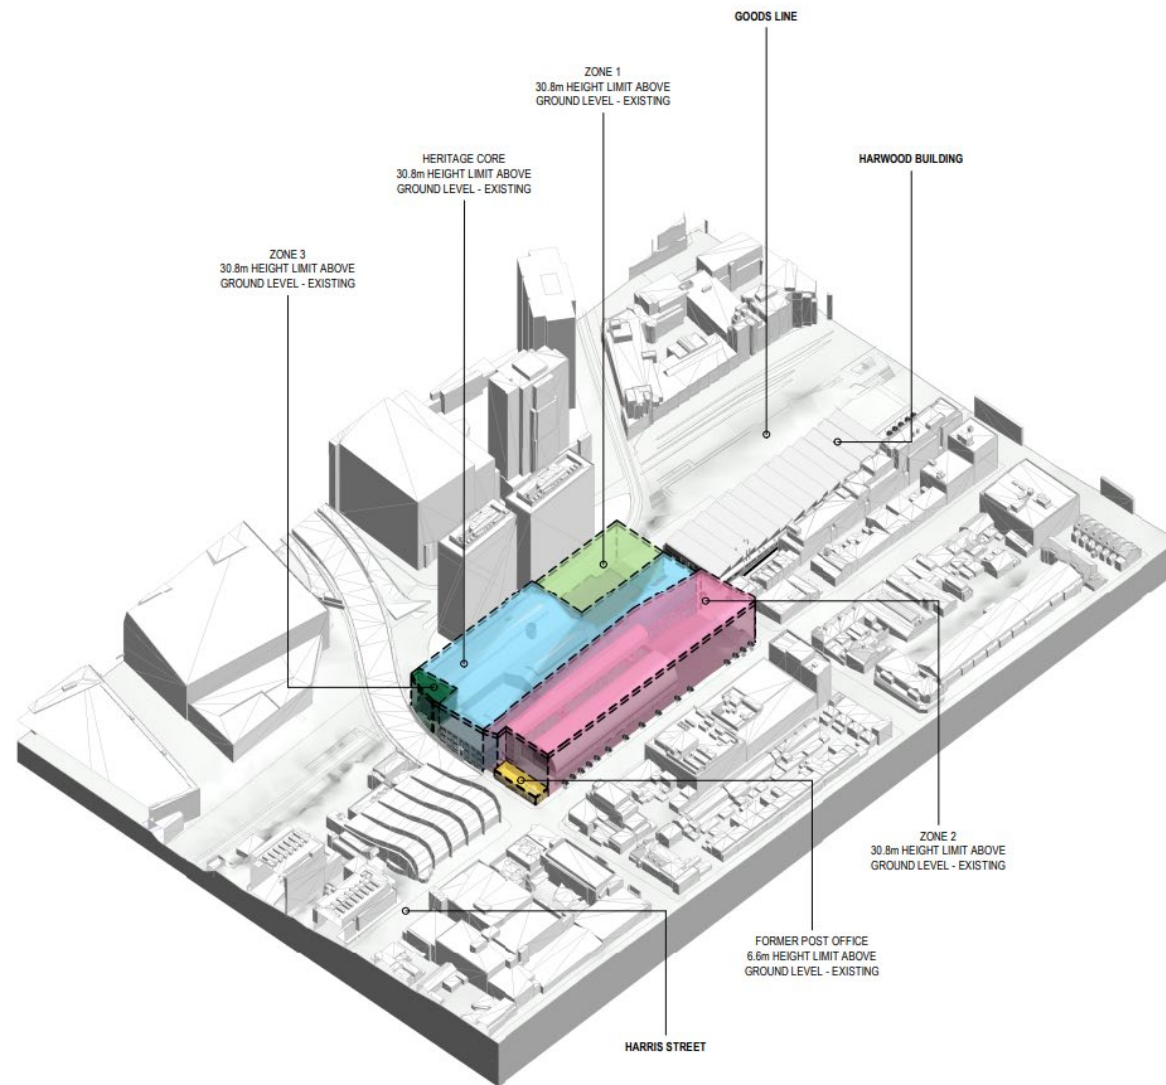 GOODS LINE
ZONE 1
30.8m HEIGHT LIMIT ABOVE
GROUND LEVEL - EXISTING
HERITAGE CORE
30.8m HEIGHT LIMIT ABOVE
GROUND LEVEL - EXISTING
HARWOOD BUILDING
ZONE 3
30.8m HEIGHT LIMIT ABOVE
GROUND LEVEL - EXISTING
ZONE 2
30.8m HEIGHT LIMIT ABOVE
GROUND LEVEL - EXISTING
FORMER POST OFFICE
6.6m HEIGHT LIMIT ABOVE
GROUND LEVEL - EXISTING
HARRIS STREET